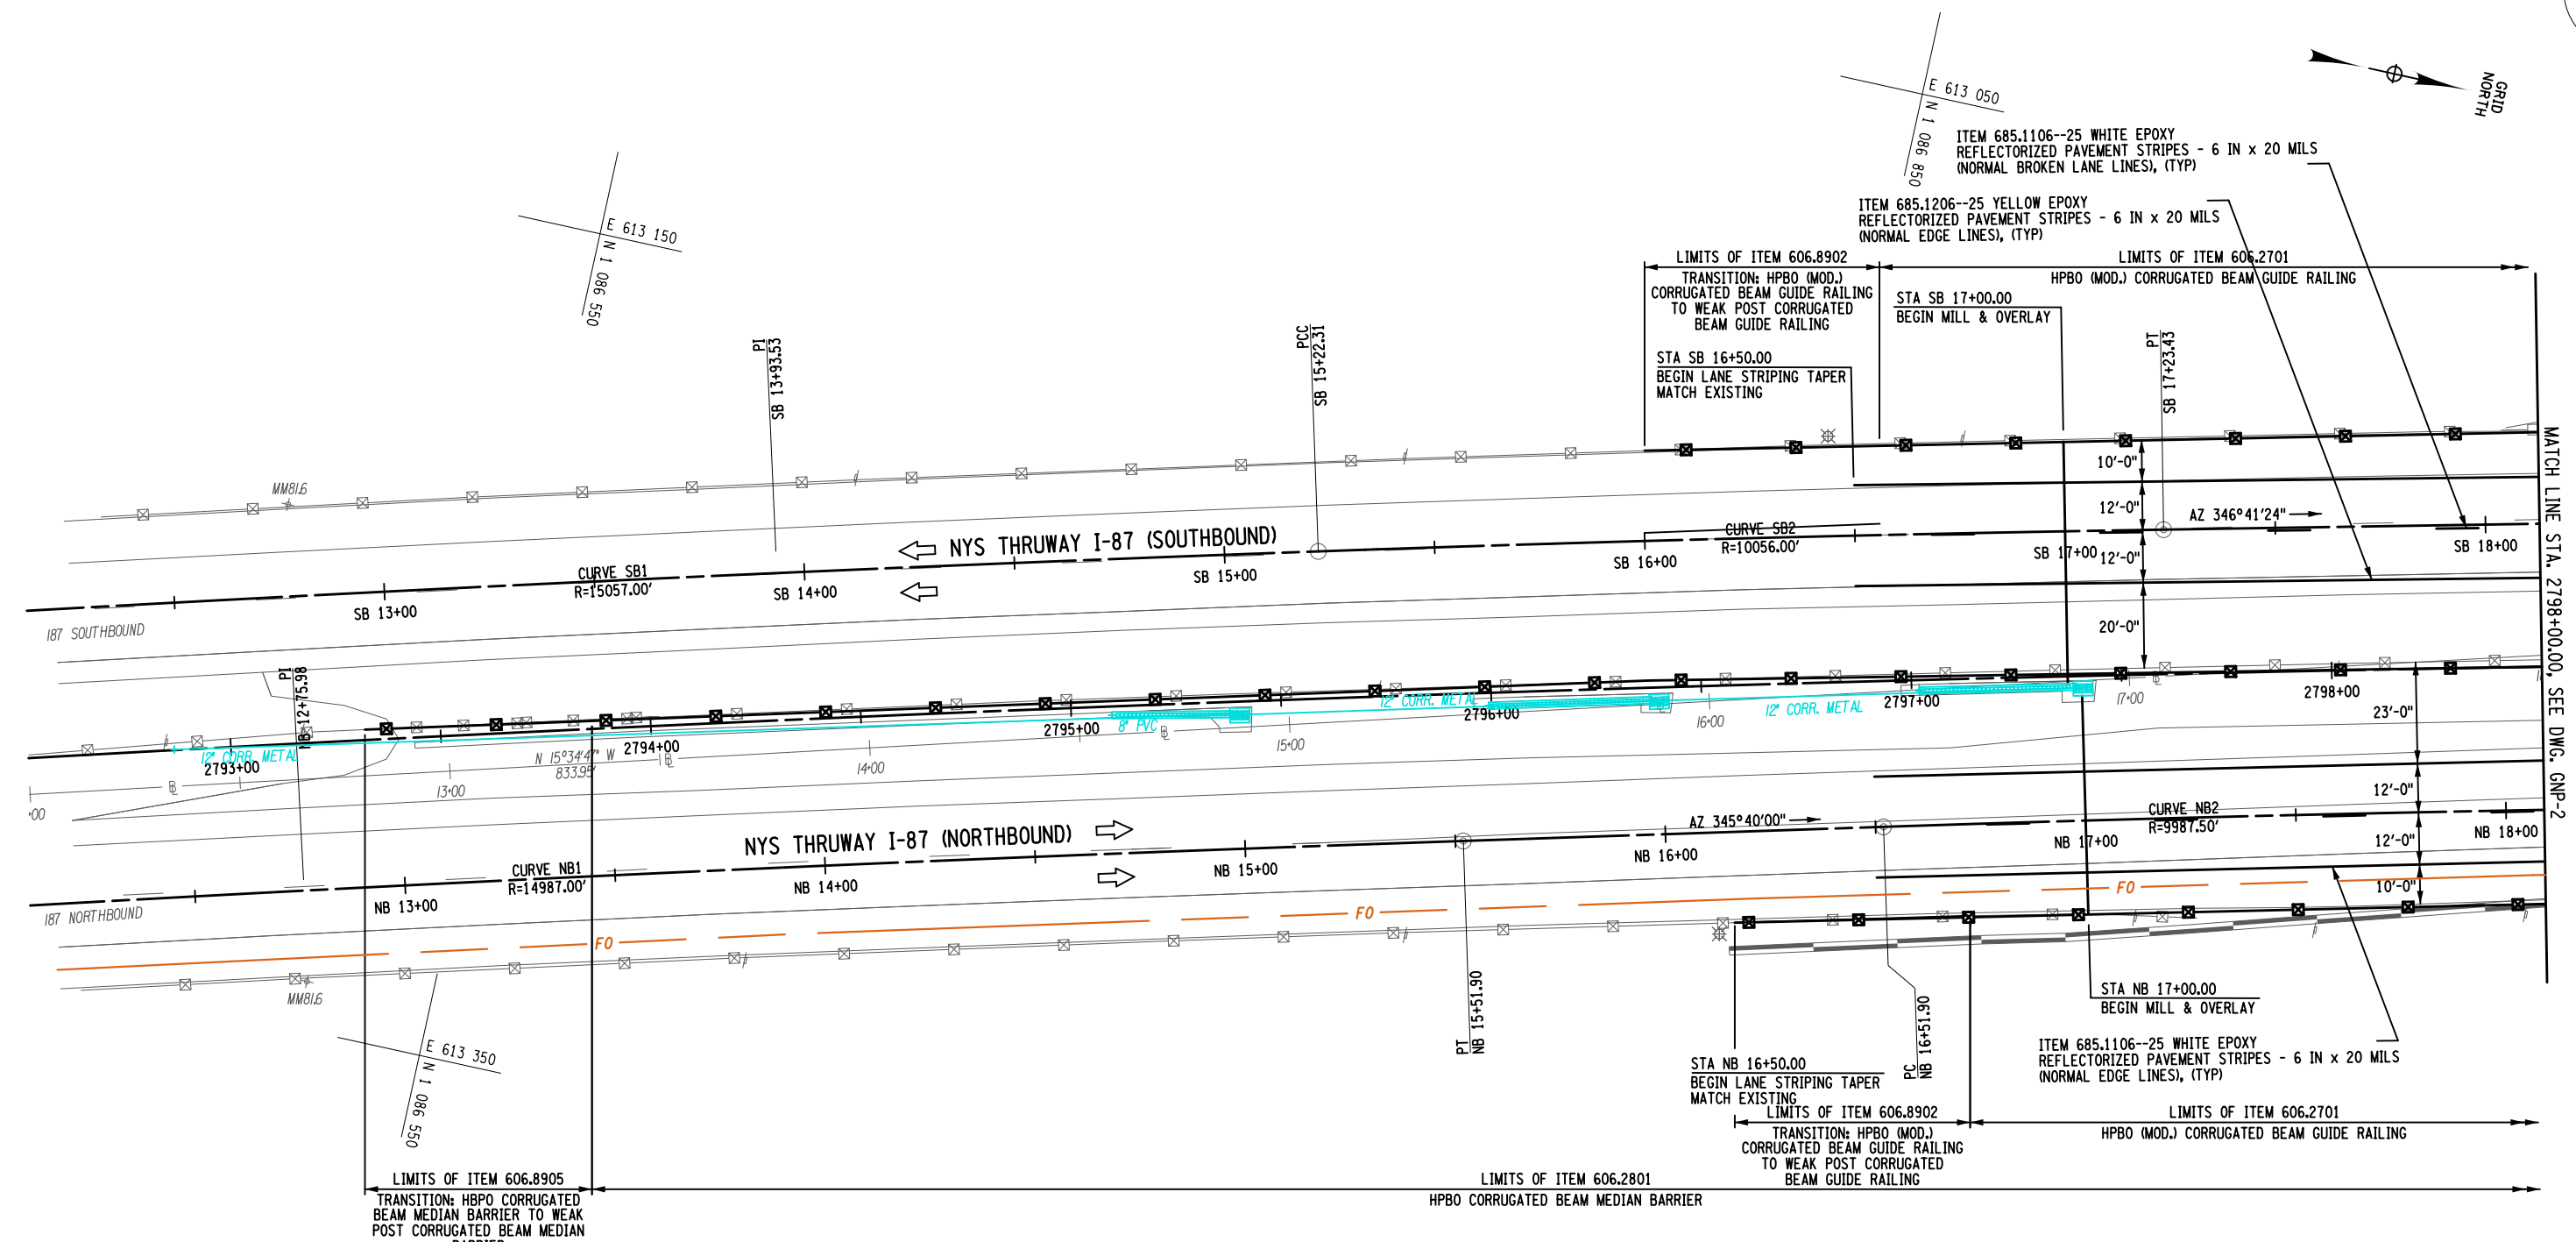 GRID
NORTH
E 613 050
N 1 086 850
E 613 150
N 1 086 550
ITEM 685.1106--25 WHITE EPOXY
REFLECTORIZED PAVEMENT STRIPES - 6 IN x 20 MILS
(NORMAL BROKEN LANE LINES), (TYP)
ITEM 685.1206--25 YELLOW EPOXY
REFLECTORIZED PAVEMENT STRIPES - 6 IN x 20 MILS
(NORMAL EDGE LINES), (TYP)
LIMITS OF ITEM 606.8902
TRANSITION: HPBO (MOD.)
CORRUGATED BEAM GUIDE RAILING
TO WEAK POST CORRUGATED
BEAM GUIDE RAILING
LIMITS OF ITEM 606.2701
HPBO (MOD.) CORRUGATED BEAM GUIDE RAILING
STA SB 17+00.00
BEGIN MILL & OVERLAY
STA SB 16+50.00
BEGIN LANE STRIPING TAPER
MATCH EXISTING
PI
SB 13+93.53
PCC
SB 15+22.31
PT
SB 17+23.43
MATCH LINE STA. 2798+00.00, SEE DWG. GNP-2
MM81.6
10'-0"
12'-0"
12'-0"
20'-0"
AZ 346°41'24"
NYS THRUWAY I-87 (SOUTHBOUND)
CURVE SB1
R=15057.00'
CURVE SB2
R=10056.00'
SB 13+00
SB 14+00
SB 15+00
SB 16+00
SB 17+00
SB 18+00
I87 SOUTHBOUND
PI
NB 12+75.98
12" CORR. METAL
8" PVC
12" CORR. METAL
12" CORR. METAL
2793+00
2794+00
2795+00
2796+00
2797+00
2798+00
N 15°34'47" W
833.95'
+00
13+00
14+00
15+00
16+00
17+00
23'-0"
12'-0"
12'-0"
10'-0"
NYS THRUWAY I-87 (NORTHBOUND)
AZ 345°40'00"
CURVE NB1
R=14987.00'
CURVE NB2
R=9987.50'
NB 13+00
NB 14+00
NB 15+00
NB 16+00
NB 17+00
NB 18+00
I87 NORTHBOUND
FO
FO
FO
MM81.6
E 613 350
N 1 086 550
PT
NB 15+51.90
PC
NB 16+51.90
STA NB 17+00.00
BEGIN MILL & OVERLAY
STA NB 16+50.00
BEGIN LANE STRIPING TAPER
MATCH EXISTING
ITEM 685.1106--25 WHITE EPOXY
REFLECTORIZED PAVEMENT STRIPES - 6 IN x 20 MILS
(NORMAL EDGE LINES), (TYP)
LIMITS OF ITEM 606.8902
TRANSITION: HPBO (MOD.)
CORRUGATED BEAM GUIDE RAILING
TO WEAK POST CORRUGATED
BEAM GUIDE RAILING
LIMITS OF ITEM 606.2701
HPBO (MOD.) CORRUGATED BEAM GUIDE RAILING
LIMITS OF ITEM 606.8905
TRANSITION: HBPO CORRUGATED
BEAM MEDIAN BARRIER TO WEAK
POST CORRUGATED BEAM MEDIAN
LIMITS OF ITEM 606.2801
HPBO CORRUGATED BEAM MEDIAN BARRIER